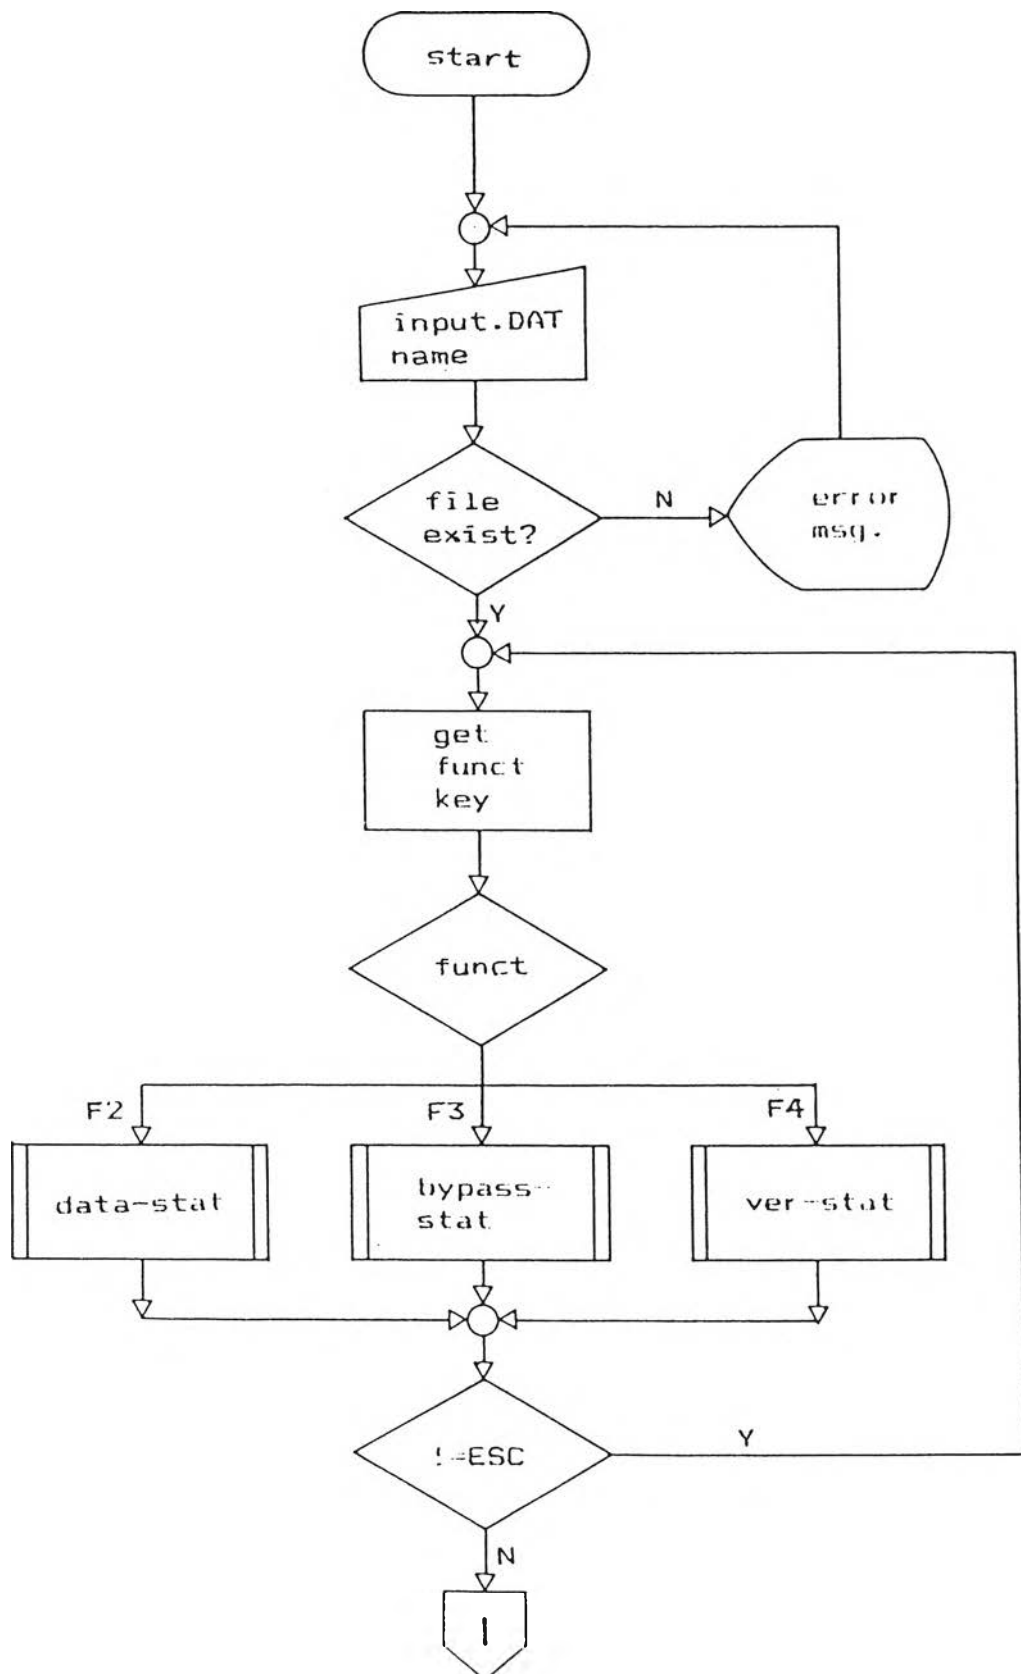 start
input.DAT
name
file
exist?
N
error
msg.
Y
get
funct
key
funct
F2
F3
F4
data-stat
bypass-
stat
ver-stat
!=ESC
Y
N
1